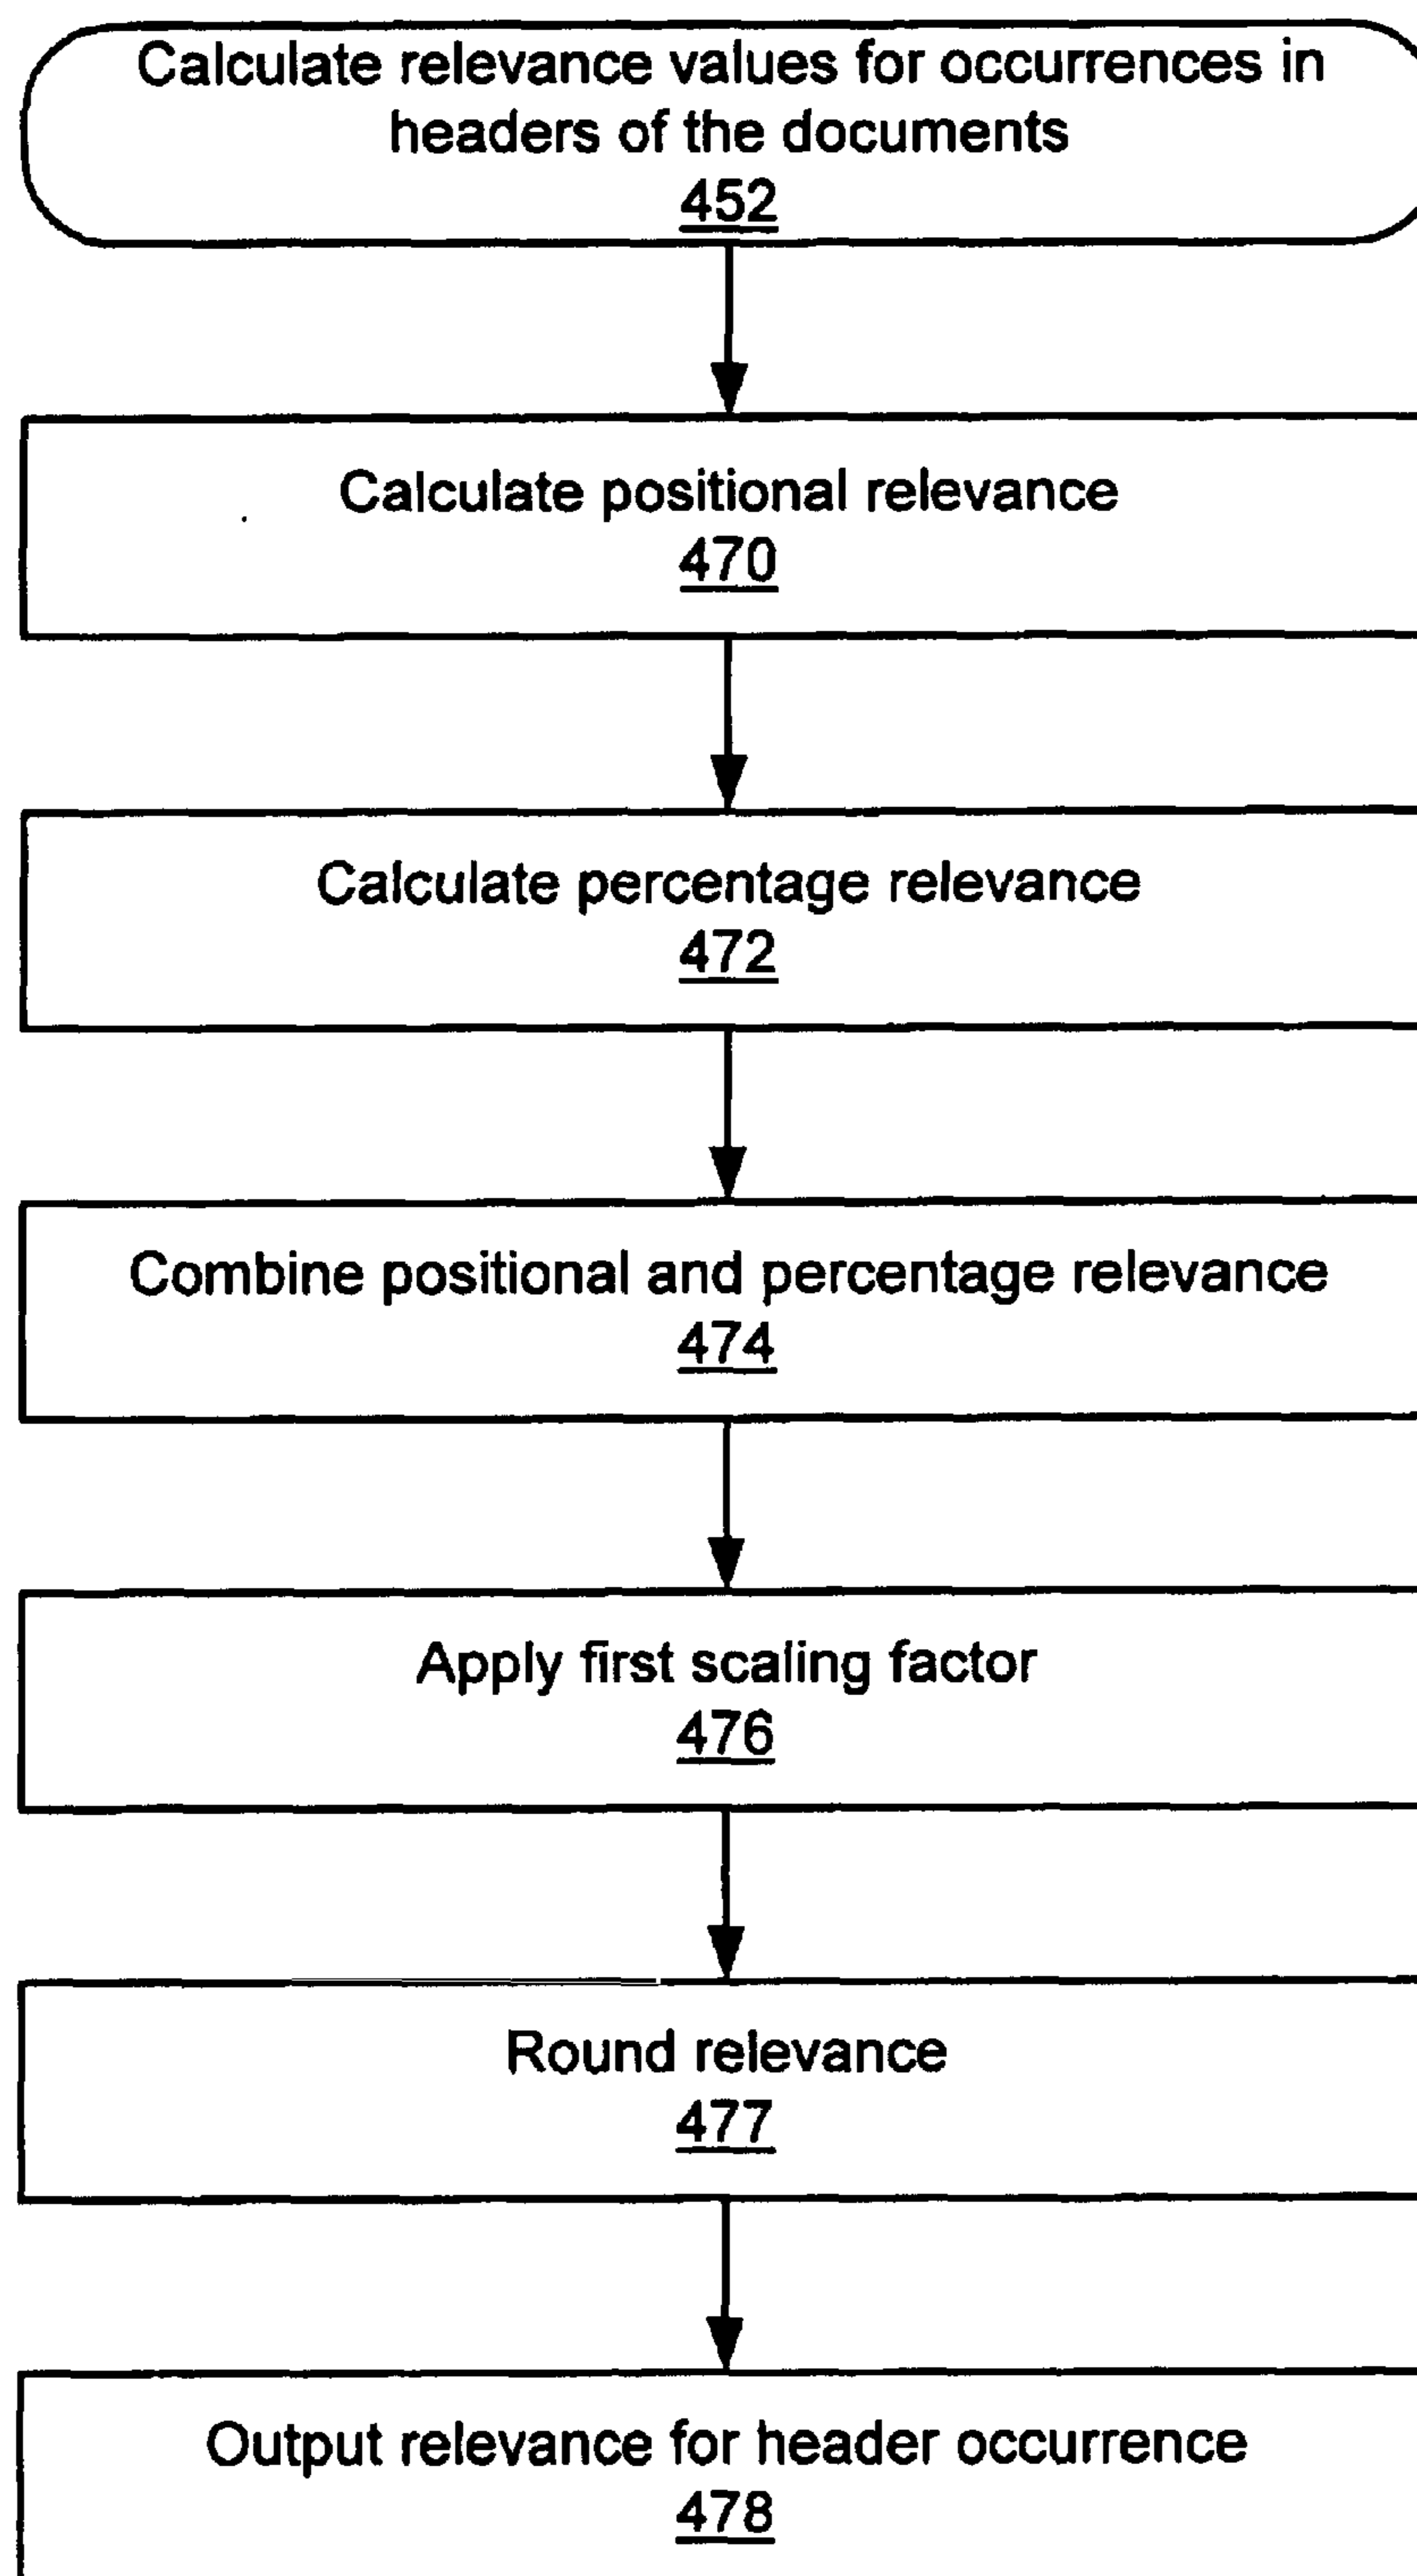 Calculate relevance values for occurrences in
headers of the documents
452
Calculate positional relevance
470
Calculate percentage relevance
472
Combine positional and percentage relevance
474
Apply first scaling factor
476
Round relevance
477
Output relevance for header occurrence
478